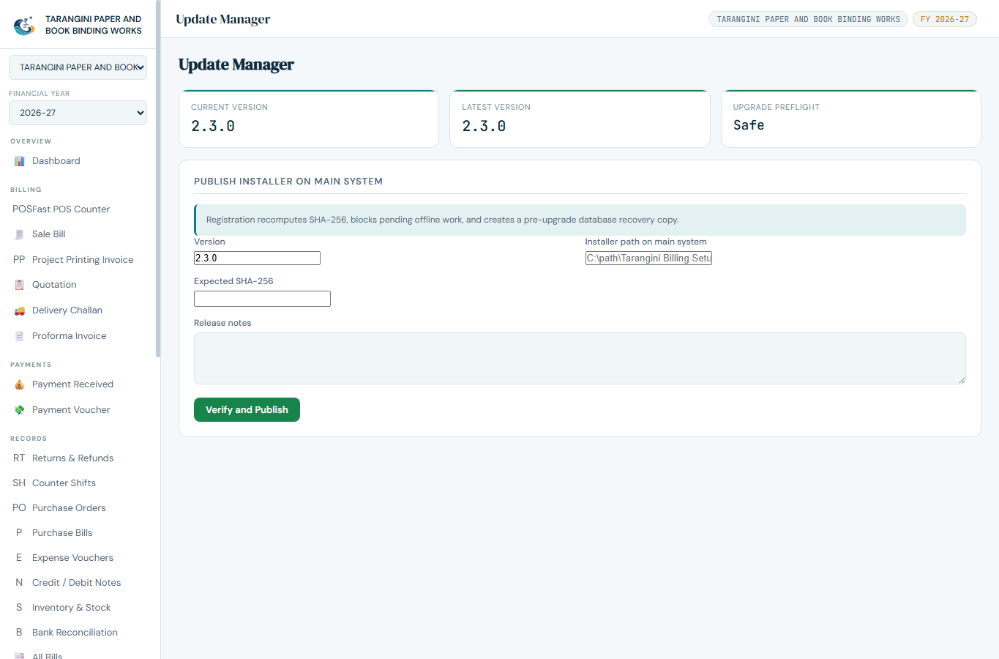 TARANGINI PAPER AND
BOOK BINDING WORKS
TARANGINI PAPER AND BOOK
FINANCIAL YEAR
2026-27
OVERVIEW
Dashboard
BILLING
POS Fast POS Counter
Sale Bill
PP Project Printing Invoice
Quotation
Delivery Challan
Proforma Invoice
PAYMENTS
Payment Received
Payment Voucher
RECORDS
RT Returns & Refunds
SH Counter Shifts
PO Purchase Orders
P Purchase Bills
E Expense Vouchers
N Credit / Debit Notes
S Inventory & Stock
B Bank Reconciliation
All Bills
Update Manager
TARANGINI PAPER AND BOOK BINDING WORKS
FY 2026-27
Update Manager
CURRENT VERSION
2.3.0
LATEST VERSION
2.3.0
UPGRADE PREFLIGHT
Safe
PUBLISH INSTALLER ON MAIN SYSTEM
Registration recomputes SHA-256, blocks pending offline work, and creates a pre-upgrade database recovery copy.
Version
2.3.0
Installer path on main system
C:\path\Tarangini Billing Setu
Expected SHA-256
Release notes
Verify and Publish